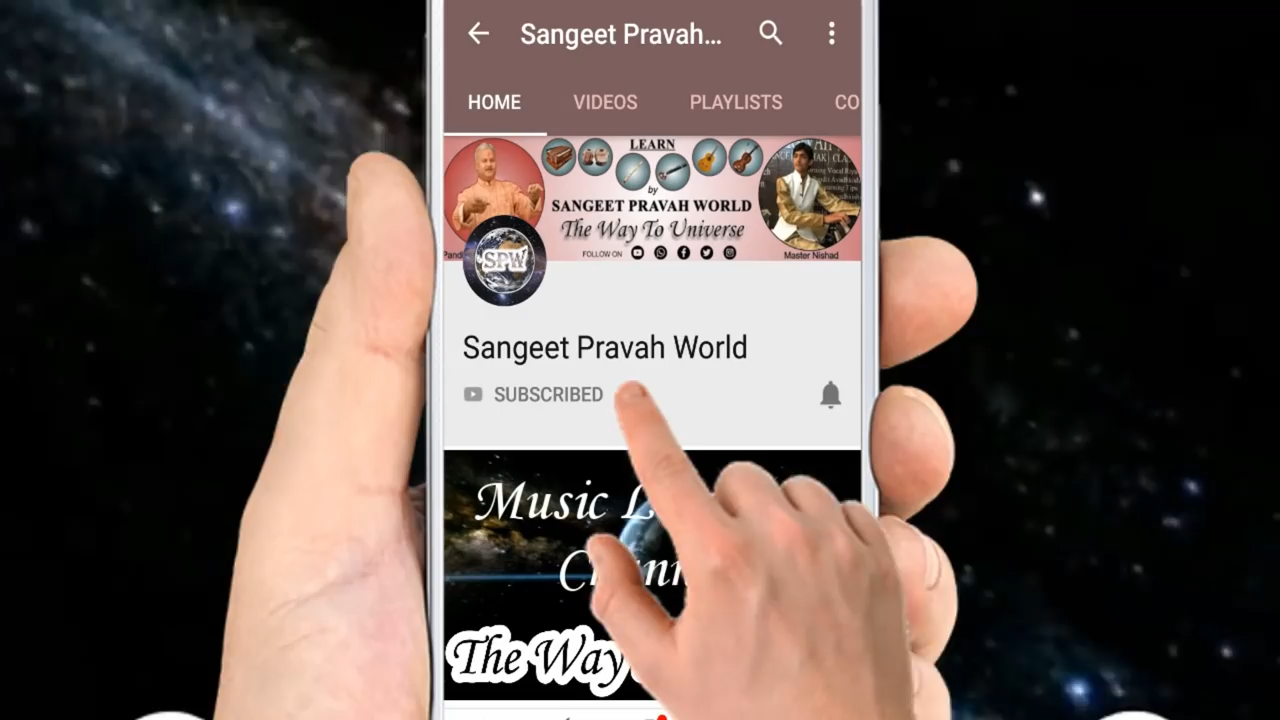 Sangeet Pravah...
HOME VIDEOS PLAYLISTS CO
LEARN
by
SANGEET PRAVAH WORLD
The Way To Universe
FOLLOW ON
Master Nishad
SPW
Sangeet Pravah World
SUBSCRIBED
Music L
The Way